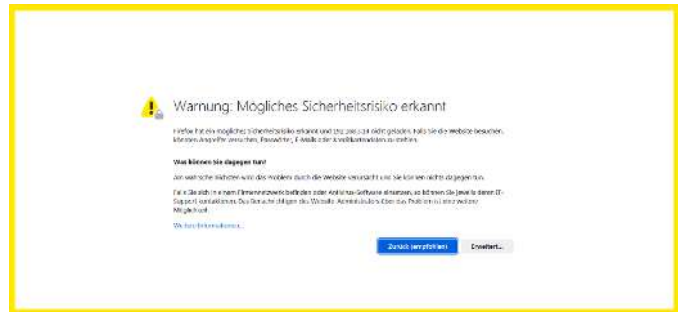 Warnung: Mögliches Sicherheitsrisiko erkannt
Firefox hat ein mögliches Sicherheitsrisiko erkannt und nicht geladen. Falls Sie die Website besuchen,
könnten Angreifer versuchen, Passwörter, E-Mails oder Kreditkartendaten zu stehlen.
Was können Sie dagegen tun?
Am wahrscheinlichsten wird das Problem durch die Website verursacht und Sie können nichts dagegen tun.
Falls Sie sich in einem Firmennetzwerk befinden oder Antivirus-Software einsetzen, so können Sie jeweils deren IT-
Support kontaktieren. Das Benachrichtigen des Website-Administrators über das Problem ist eine weitere
Möglichkeit.
Weitere Informationen…
Zurück (empfohlen) Erweitert…